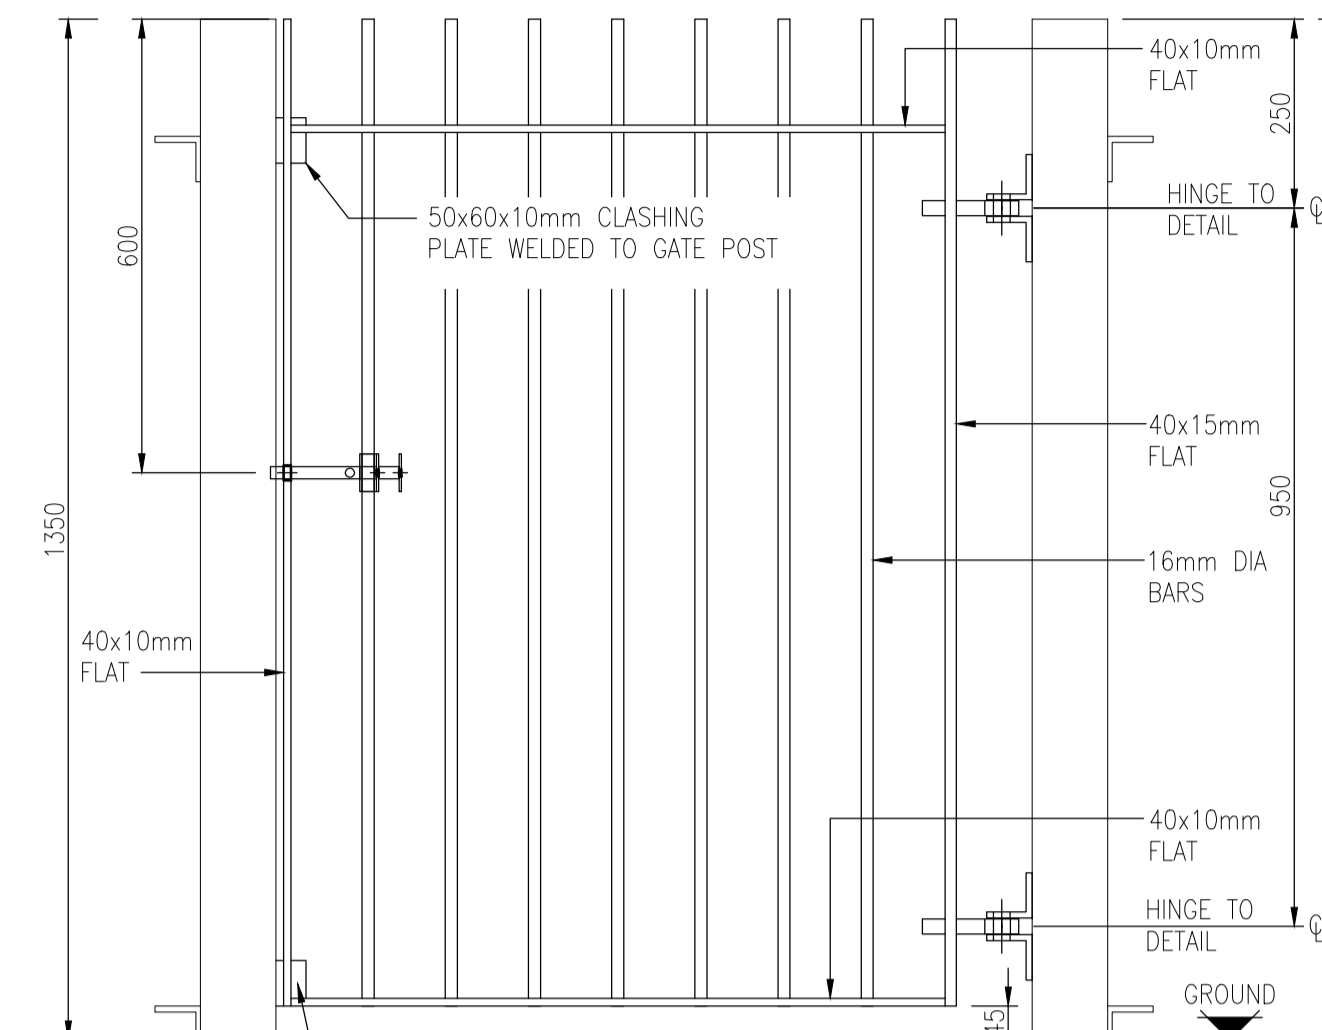 40x10mm
FLAT
250
HINGE TO
DETAIL
℄
50x60x10mm CLASHING
PLATE WELDED TO GATE POST
600
40x15mm
FLAT
950
1350
16mm DIA
BARS
40x10mm
FLAT
40x10mm
FLAT
HINGE TO
DETAIL
℄
GROUND
45